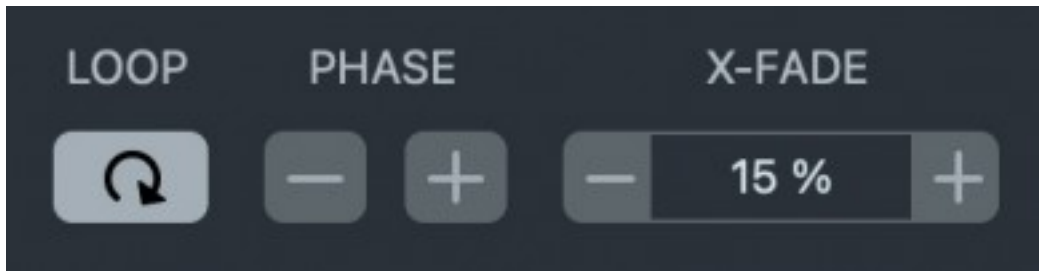 LOOP PHASE X-FADE
− + − 15 % +